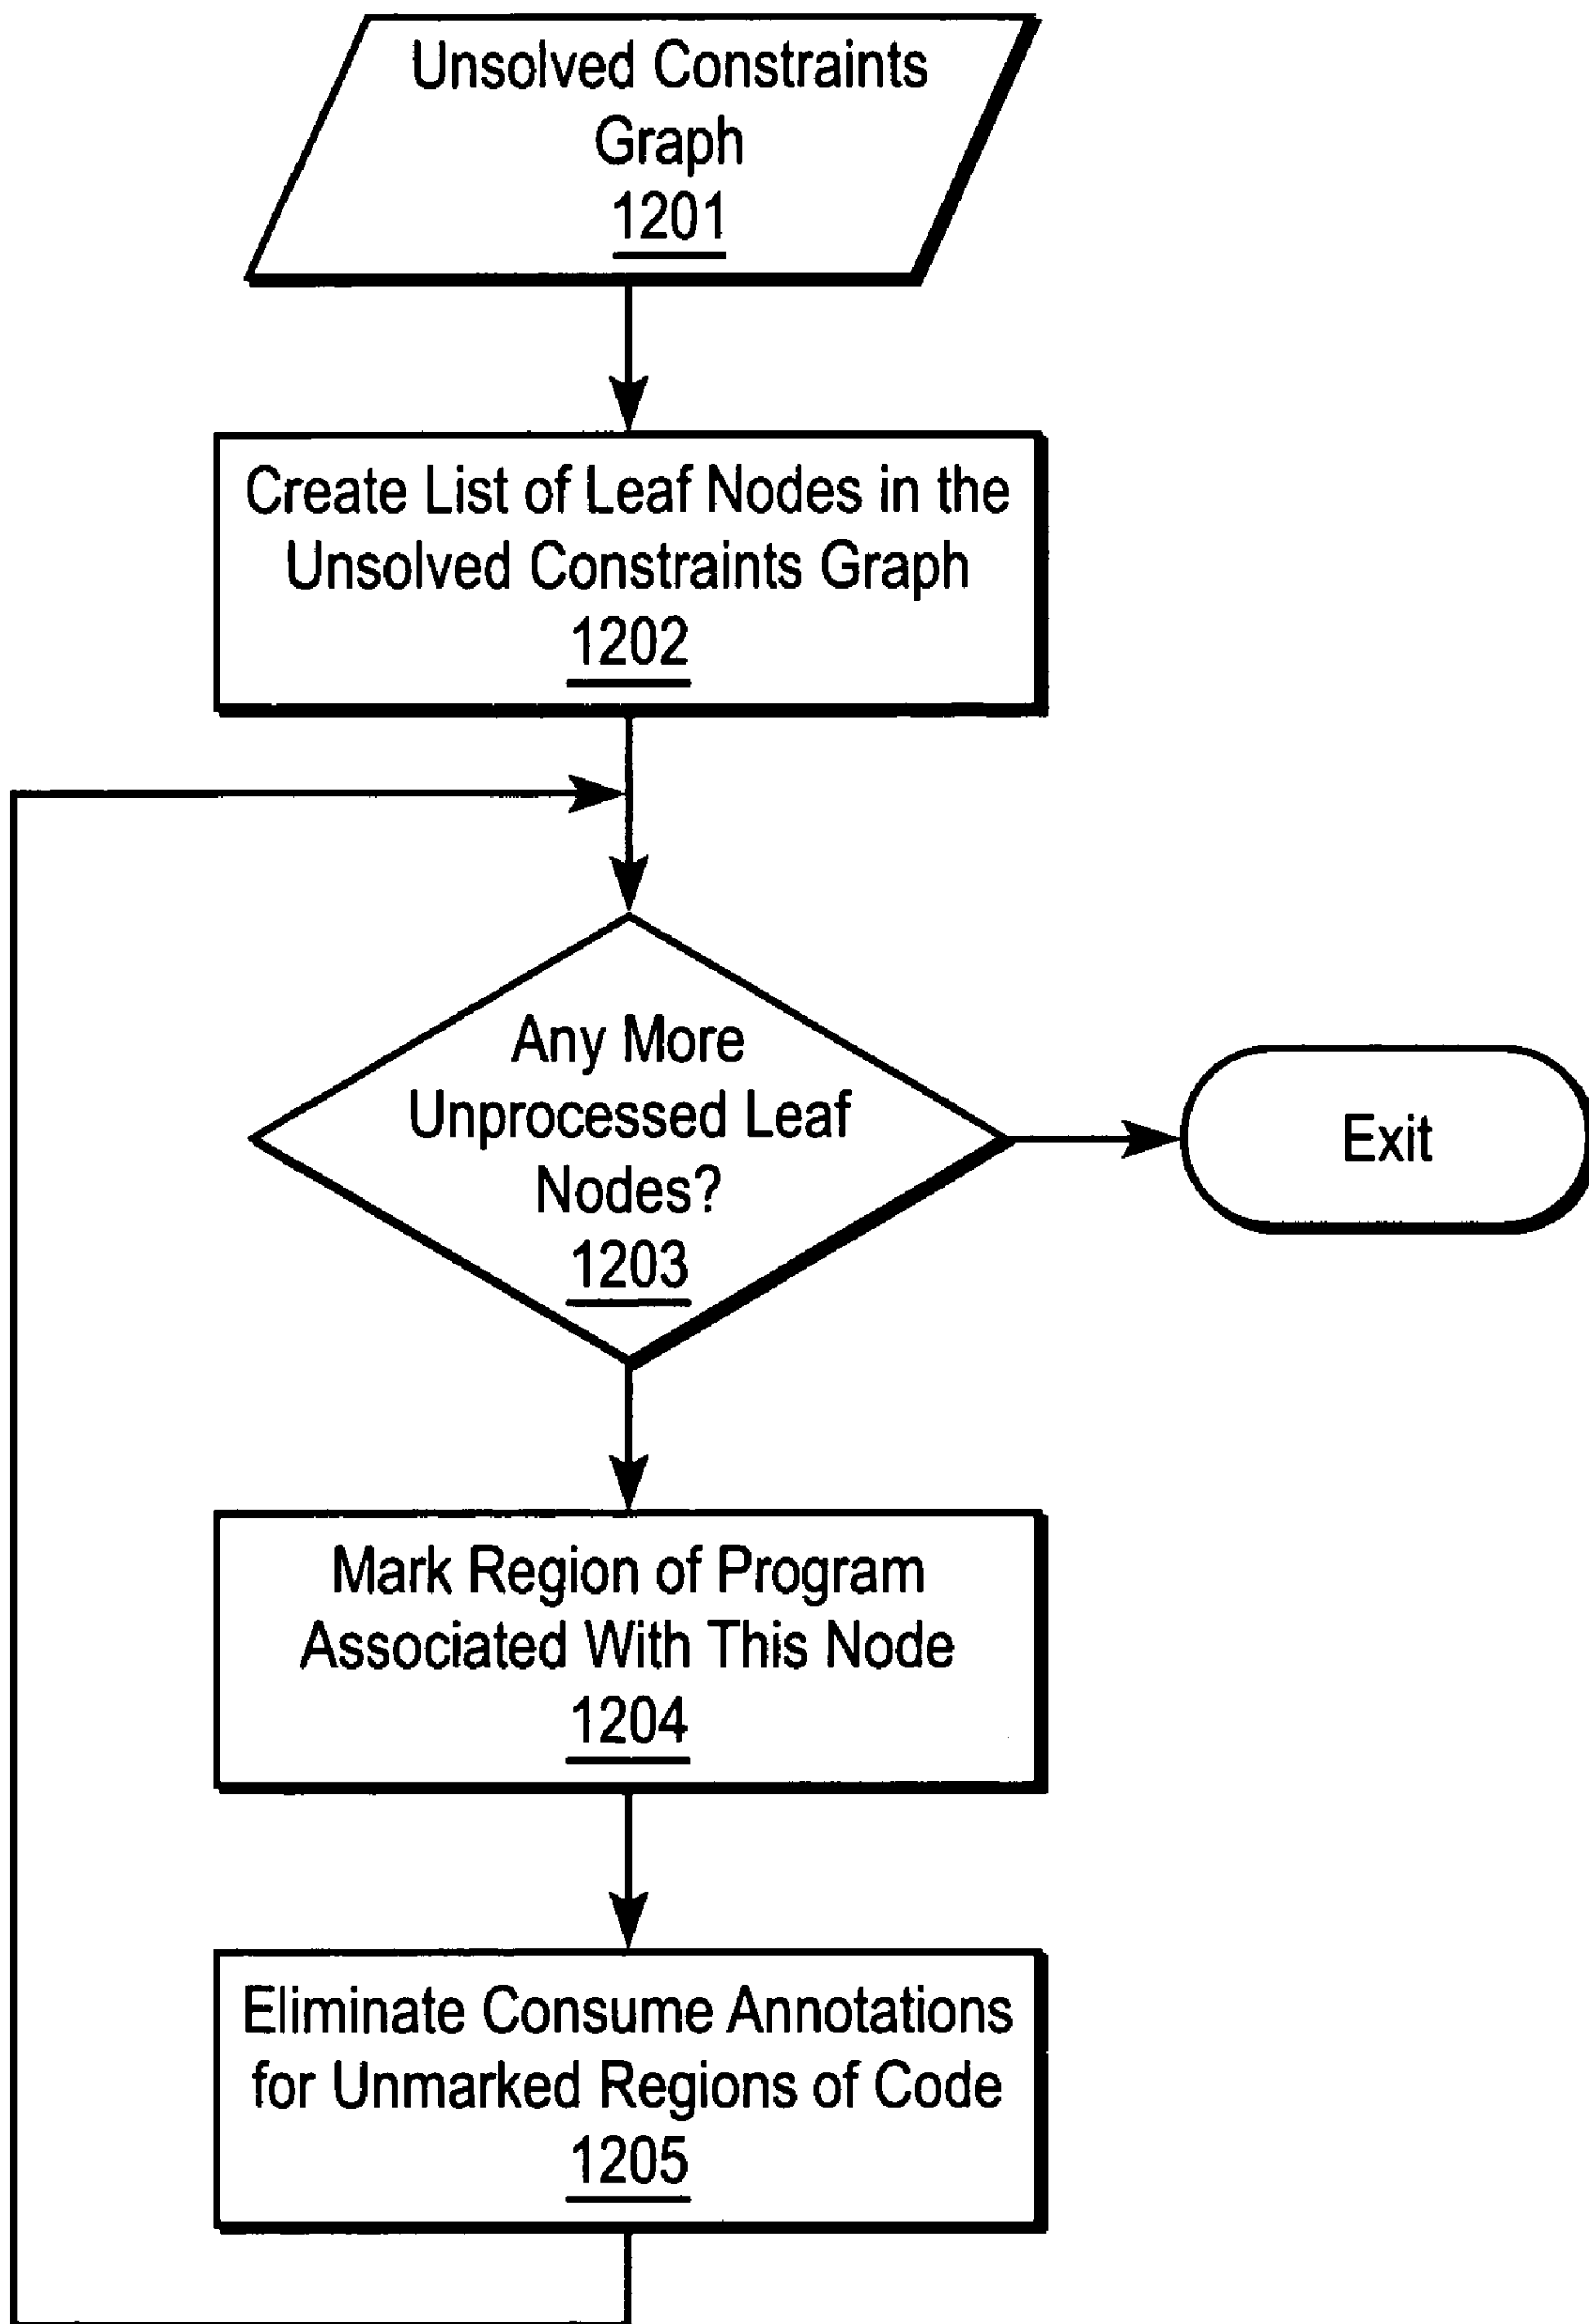 Unsolved Constraints
Graph
1201
Create List of Leaf Nodes in the
Unsolved Constraints Graph
1202
Any More
Unprocessed Leaf
Nodes?
1203
Exit
Mark Region of Program
Associated With This Node
1204
Eliminate Consume Annotations
for Unmarked Regions of Code
1205